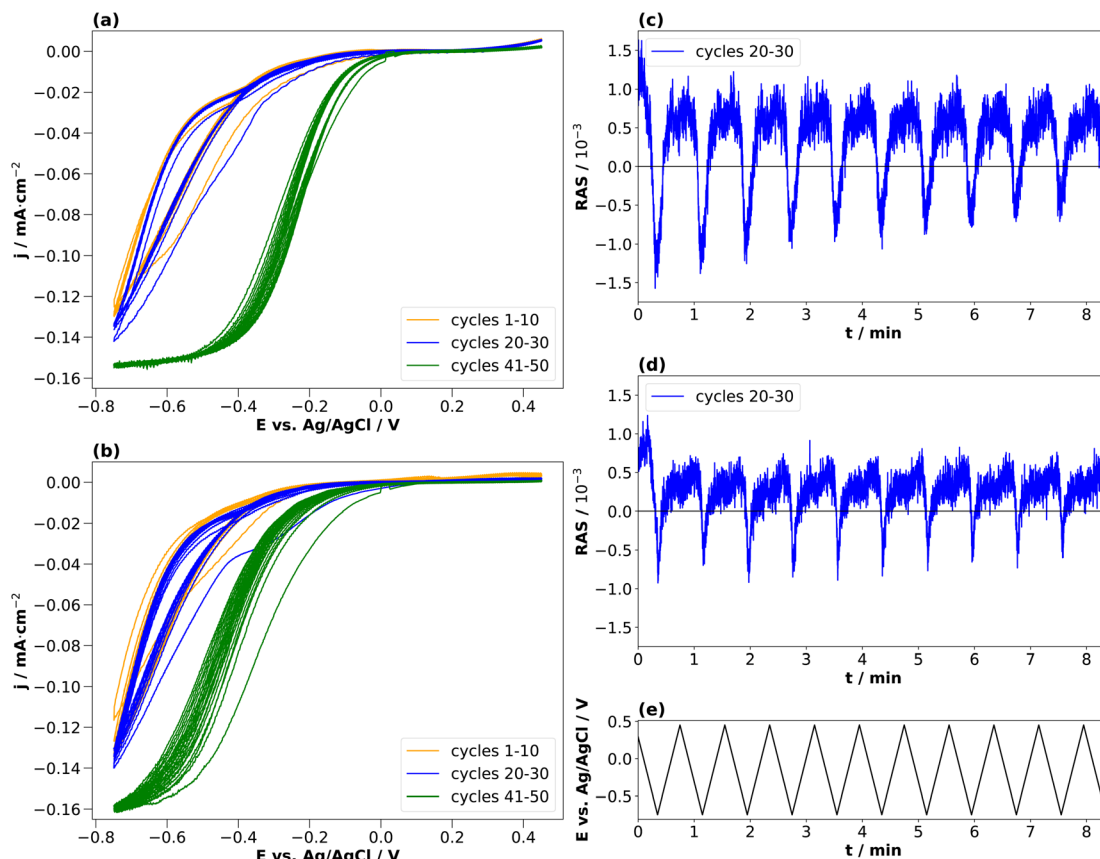 (a)
0.00
−0.02
−0.04
−0.06
−0.08
−0.10
−0.12
−0.14
−0.16
j / mA·cm⁻²
cycles 1-10
cycles 20-30
cycles 41-50
−0.8 −0.6 −0.4 −0.2 0.0 0.2 0.4
E vs. Ag/AgCl / V
(b)
0.00
−0.02
−0.04
−0.06
−0.08
−0.10
−0.12
−0.14
−0.16
j / mA·cm⁻²
cycles 1-10
cycles 20-30
cycles 41-50
−0.8 −0.6 −0.4 −0.2 0.0 0.2 0.4
E vs. Ag/AgCl / V
(c)
1.5
1.0
0.5
0.0
−0.5
−1.0
−1.5
RAS / 10⁻³
cycles 20-30
0 1 2 3 4 5 6 7 8
t / min
(d)
1.5
1.0
0.5
0.0
−0.5
−1.0
−1.5
RAS / 10⁻³
cycles 20-30
0 1 2 3 4 5 6 7 8
t / min
(e)
0.5
0.0
−0.5
E vs. Ag/AgCl / V
0 1 2 3 4 5 6 7 8
t / min